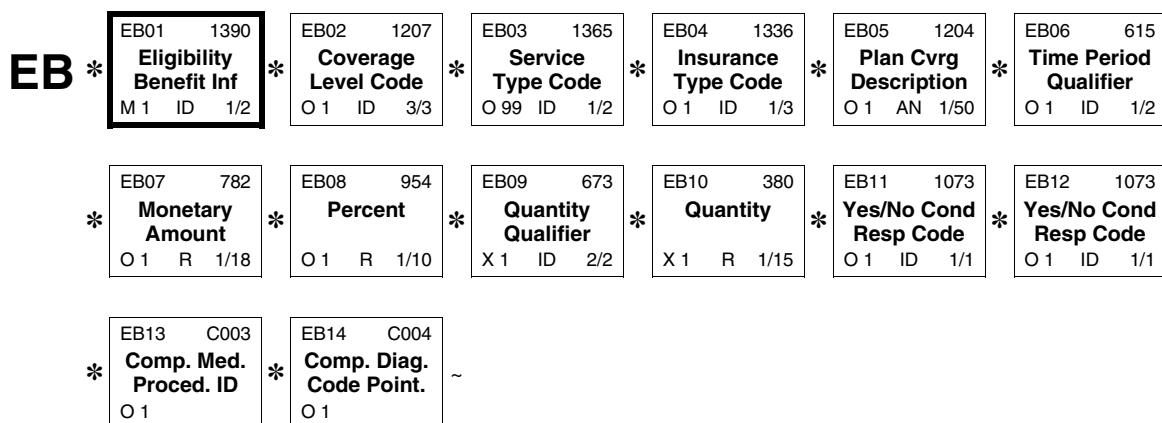 EB01 1390 EB02 1207 EB03 1365 EB04 1336 EB05 1204 EB06 615
EB * Eligibility * Coverage * Service * Insurance * Plan Cvrg * Time Period
Benefit Inf Level Code Type Code Type Code Description Qualifier
M 1 ID 1/2 O 1 ID 3/3 O 99 ID 1/2 O 1 ID 1/3 O 1 AN 1/50 O 1 ID 1/2
EB07 782 EB08 954 EB09 673 EB10 380 EB11 1073 EB12 1073
* Monetary * Percent * Quantity * Quantity * Yes/No Cond * Yes/No Cond
Amount Qualifier Resp Code Resp Code
O 1 R 1/18 O 1 R 1/10 X 1 ID 2/2 X 1 R 1/15 O 1 ID 1/1 O 1 ID 1/1
EB13 C003 EB14 C004
* Comp. Med. * Comp. Diag. ~
Proced. ID Code Point.
O 1 O 1